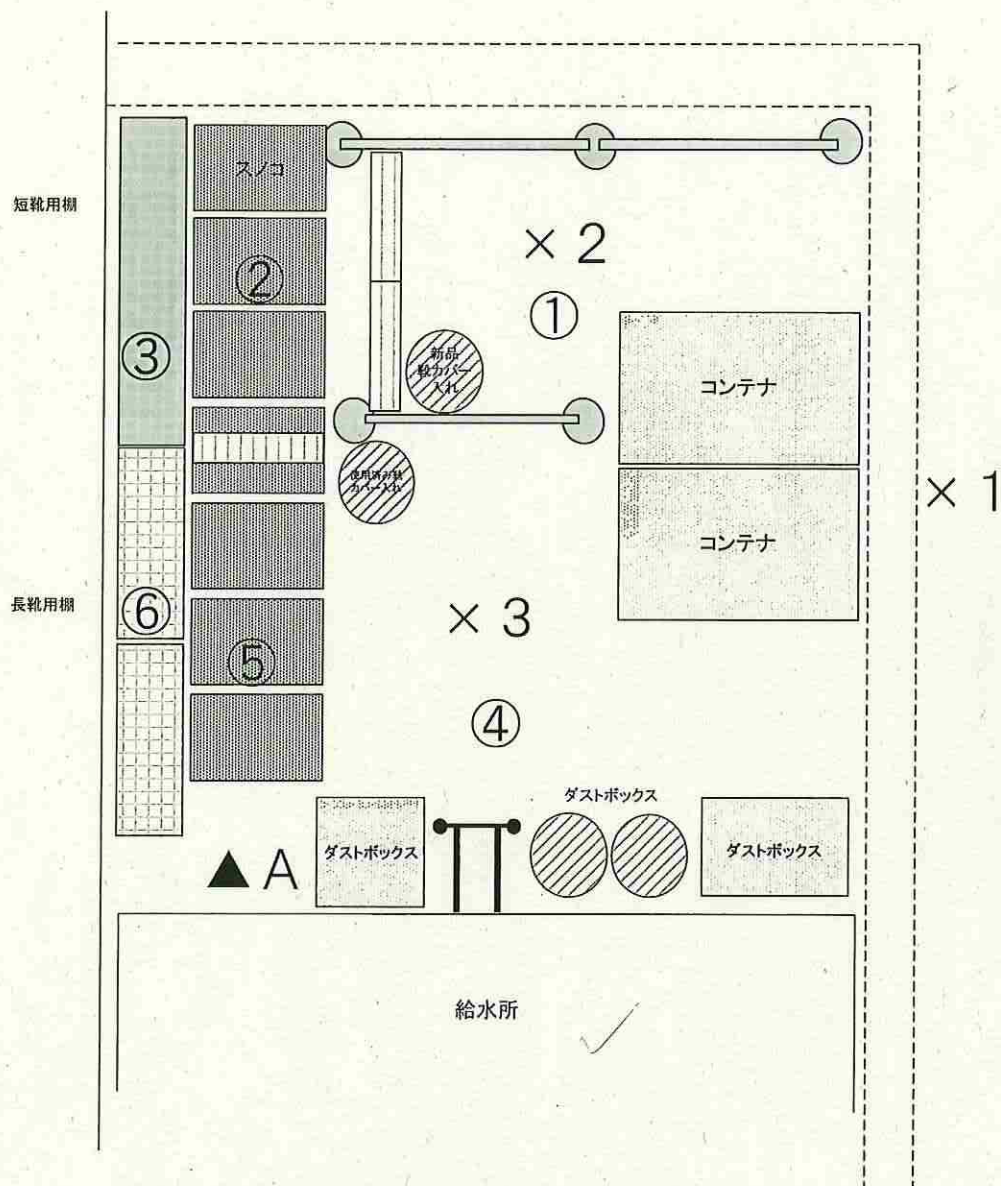 スノコ
短靴用棚
×2
②
①
③
新品
靴カバー
入れ
コンテナ
使用済み靴
カバー入れ
×1
コンテナ
長靴用棚
⑥
×3
⑤
④
ダストボックス
ダストボックス
ダストボックス
▲A
給水所